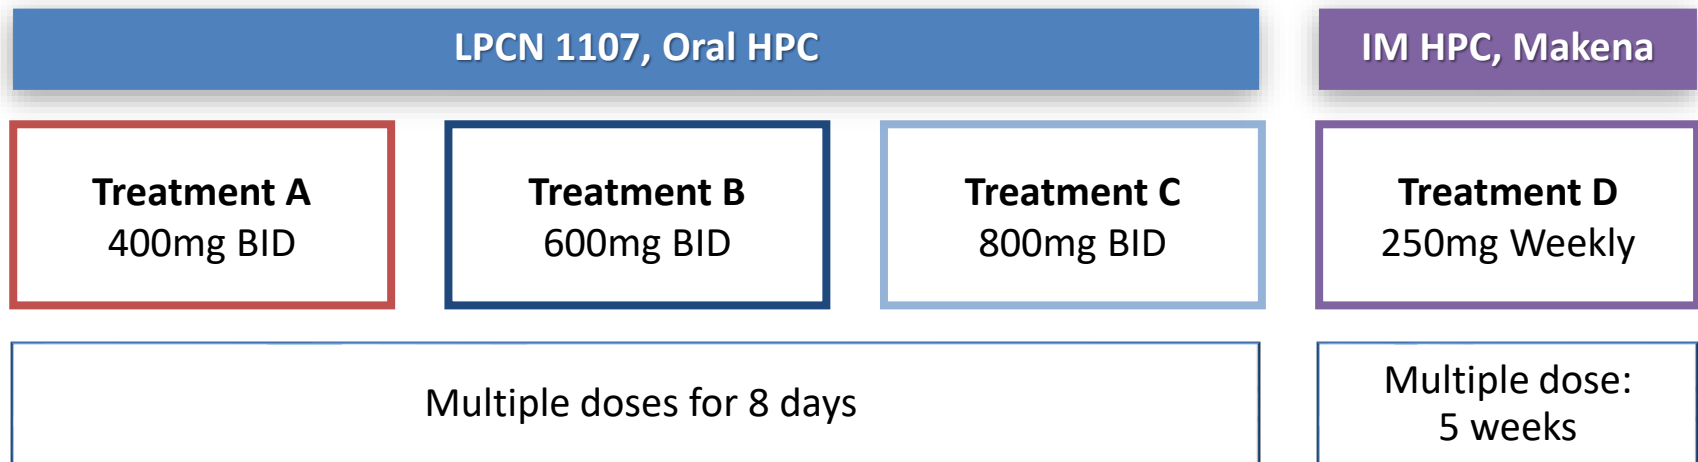 LPCN 1107, Oral HPC
IM HPC, Makena
Treatment A
400mg BID
Treatment B
600mg BID
Treatment C
800mg BID
Treatment D
250mg Weekly
Multiple doses for 8 days
Multiple dose:
5 weeks